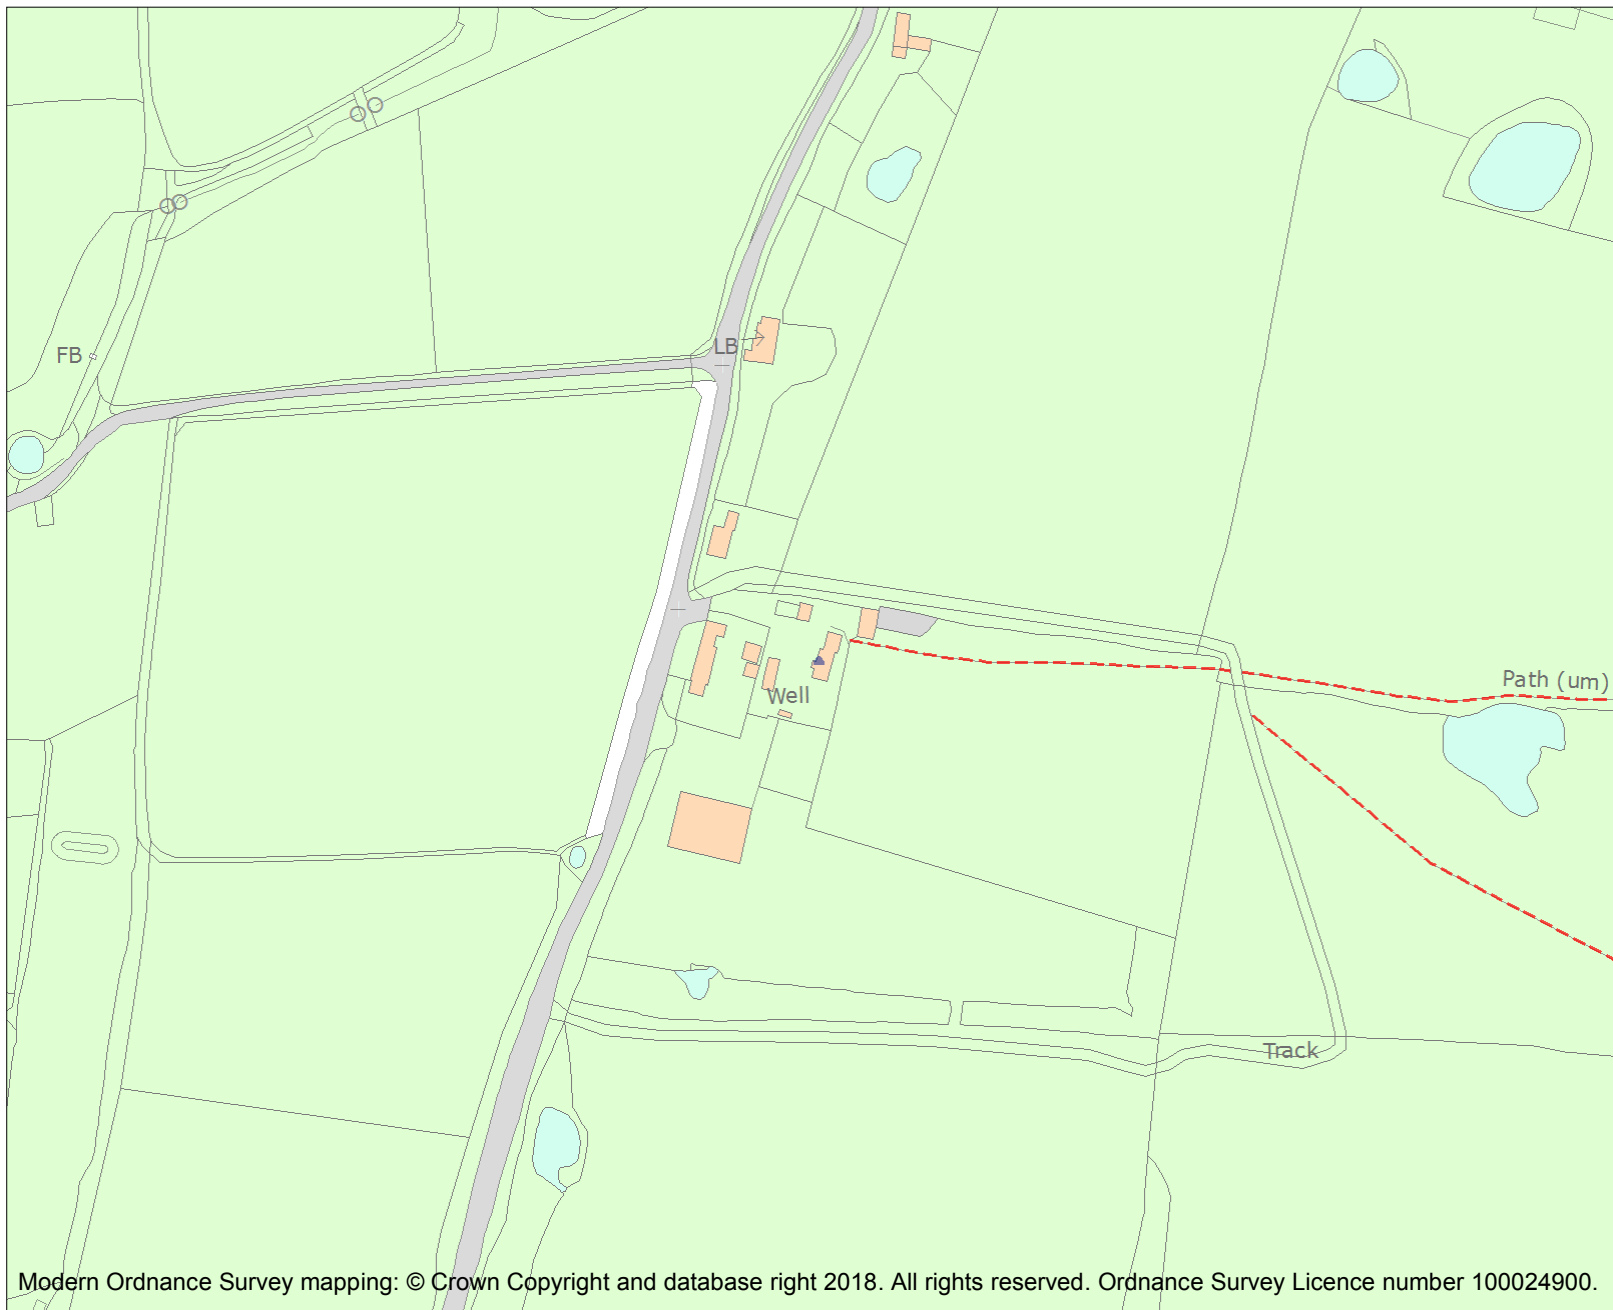 LB
FB
Path (um)
Well
Track
Modern Ordnance Survey mapping: © Crown Copyright and database right 2018. All rights reserved. Ordnance Survey Licence number 100024900.